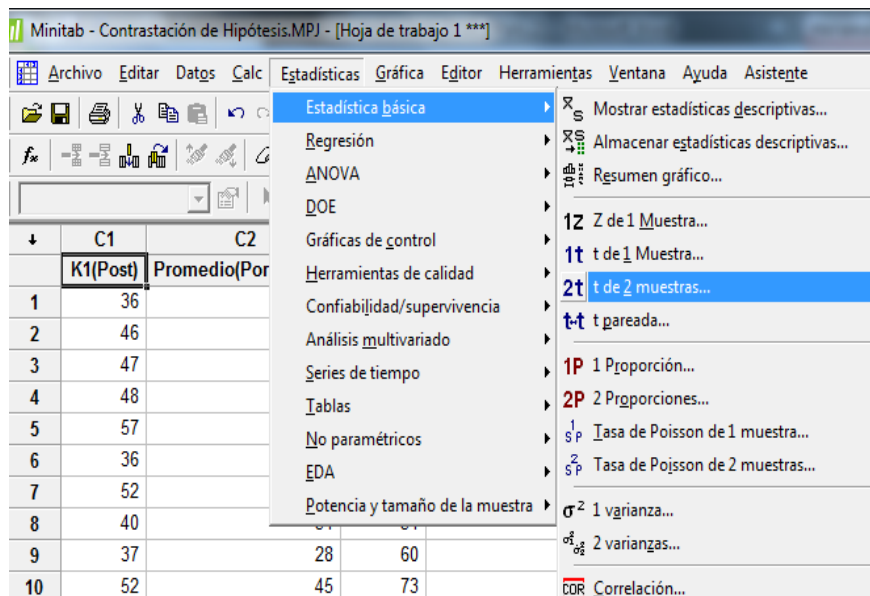 Minitab - Contrastación de Hipótesis.MPJ - [Hoja de trabajo 1 ***]
Archivo Editar Datos Calc Estadísticas Gráfica Editor Herramientas Ventana Ayuda Asistente
Estadística básica
Regresión
ANOVA
DOE
Gráficas de control
Herramientas de calidad
Confiabilidad/supervivencia
Análisis multivariado
Series de tiempo
Tablas
No paramétricos
EDA
Potencia y tamaño de la muestra
Mostrar estadísticas descriptivas...
Almacenar estadísticas descriptivas...
Resumen gráfico...
1Z Z de 1 Muestra...
1t t de 1 Muestra...
2t t de 2 muestras...
t-t t pareada...
1P 1 Proporción...
2P 2 Proporciones...
Tasa de Poisson de 1 muestra...
Tasa de Poisson de 2 muestras...
σ² 1 varianza...
2 varianzas...
COR Correlación...
C1 C2
K1(Post) Promedio(Por
1 36
2 46
3 47
4 48
5 57
6 36
7 52
8 40
9 37 28 60
10 52 45 73